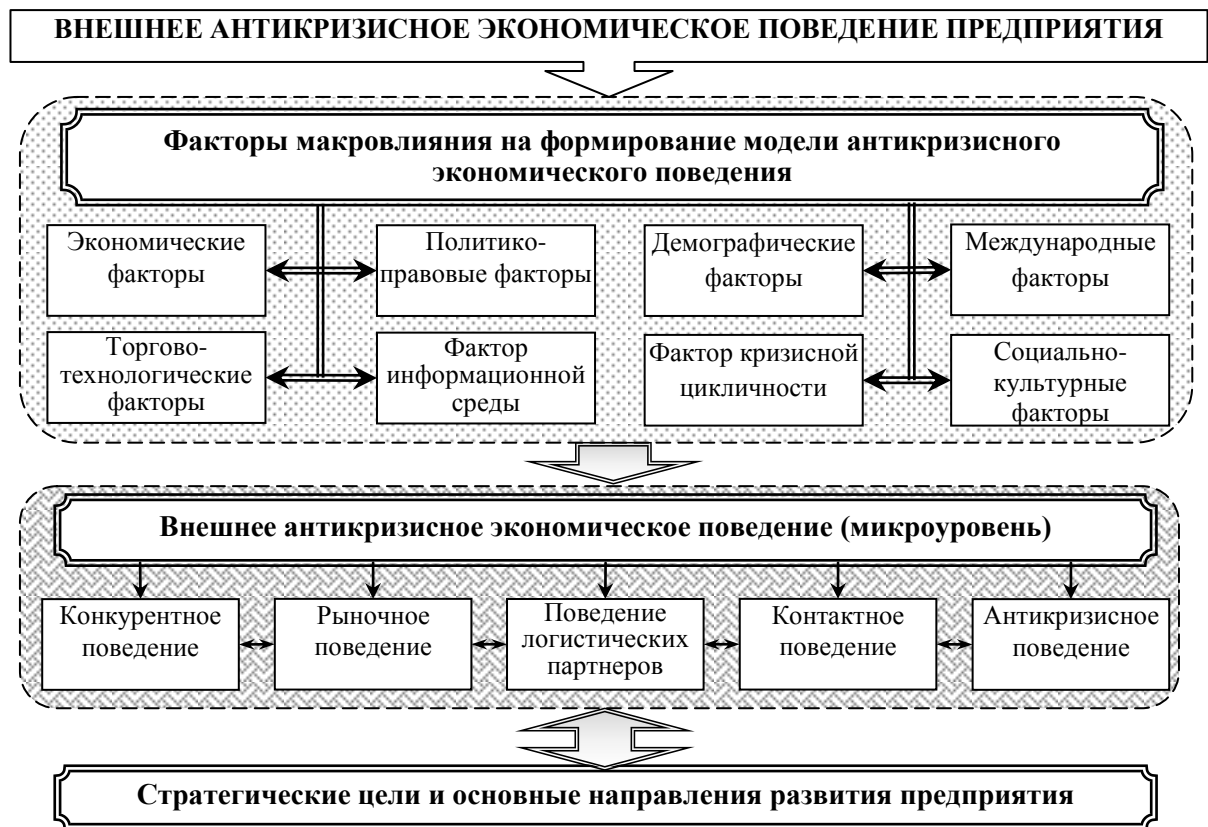 ВНЕШНЕЕ АНТИКРИЗИСНОЕ ЭКОНОМИЧЕСКОЕ ПОВЕДЕНИЕ ПРЕДПРИЯТИЯ
Факторы макровлияния на формирование модели антикризисного
экономического поведения
Экономические
факторы
Политико-
правовые факторы
Демографические
факторы
Международные
факторы
Торгово-
технологические
факторы
Фактор
информационной
среды
Фактор кризисной
цикличности
Социально-
культурные
факторы
Внешнее антикризисное экономическое поведение (микроуровень)
Конкурентное
поведение
Рыночное
поведение
Поведение
логистических
партнеров
Контактное
поведение
Антикризисное
поведение
Стратегические цели и основные направления развития предприятия